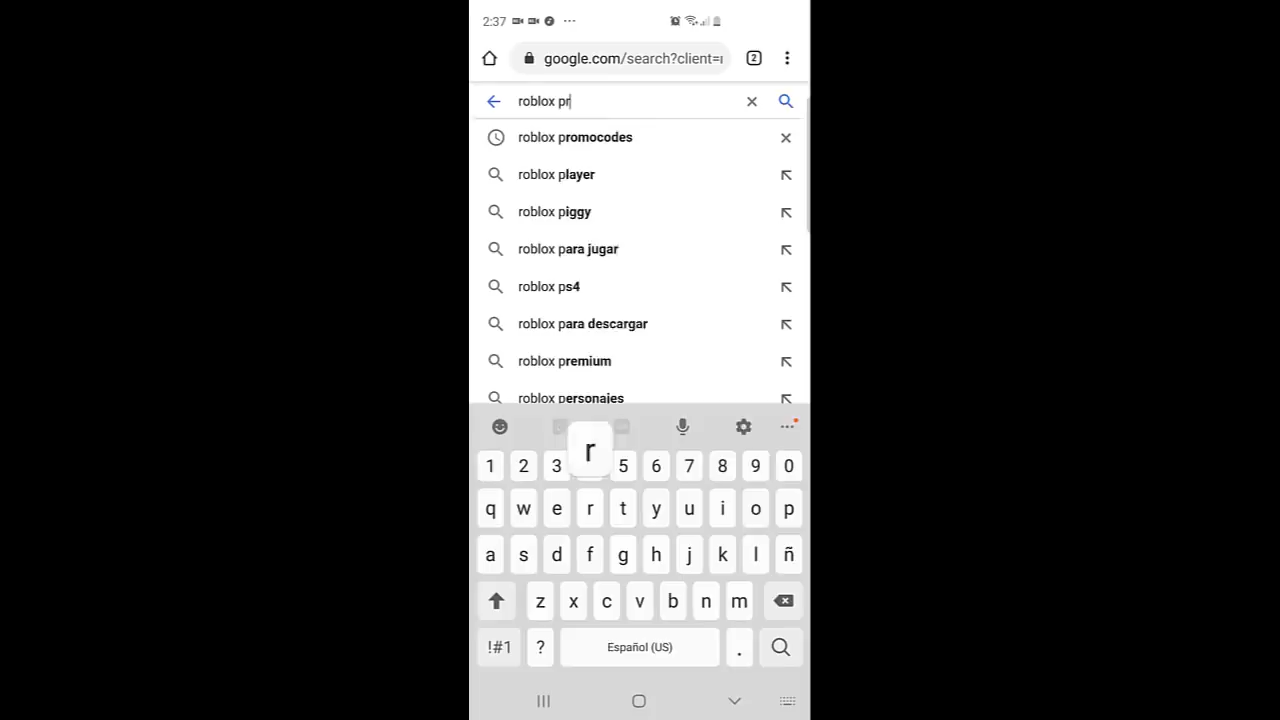 2:37
google.com/search?client=
2
roblox pr
roblox promocodes
roblox player
roblox piggy
roblox para jugar
roblox ps4
roblox para descargar
roblox premium
roblox personajes
r
1 2 3 5 6 7 8 9 0
q w e r t y u i o p
a s d f g h j k l ñ
z x c v b n m
!#1 ? Español (US) .